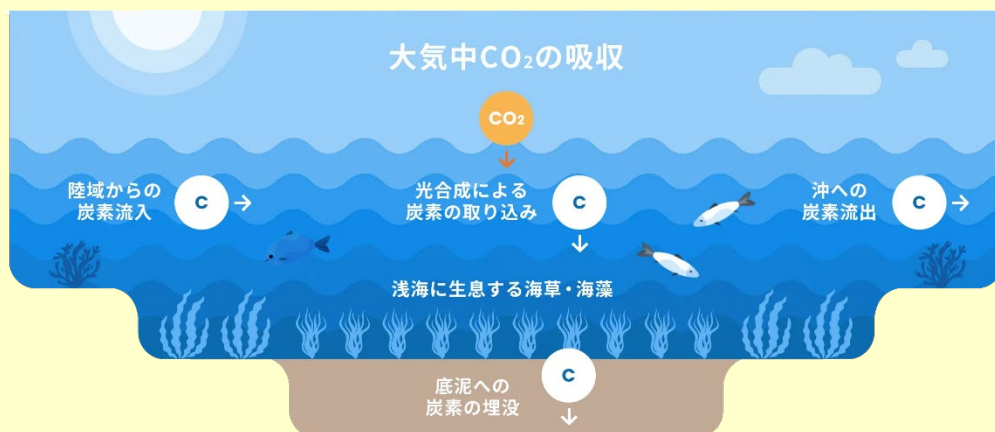 大気中CO₂の吸収
CO₂
陸域からの
炭素流入
C
光合成による
炭素の取り込み
C
沖への
炭素流出
C
浅海に生息する海草・海藻
底泥への
炭素の埋没
C